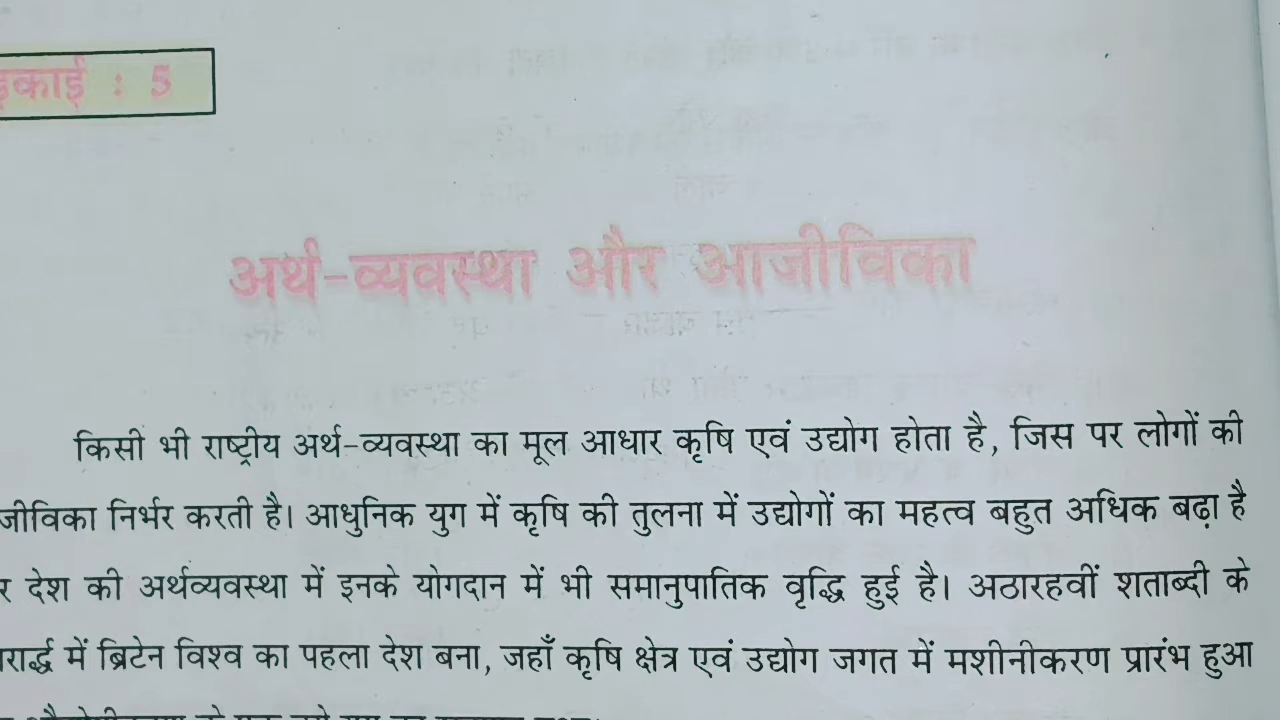 इकाई : 5
अर्थ-व्यवस्था और आजीविका
किसी भी राष्ट्रीय अर्थ-व्यवस्था का मूल आधार कृषि एवं उद्योग होता है, जिस पर लोगों की
जीविका निर्भर करती है। आधुनिक युग में कृषि की तुलना में उद्योगों का महत्व बहुत अधिक बढ़ा है
देश की अर्थव्यवस्था में इनके योगदान में भी समानुपातिक वृद्धि हुई है। अठारहवीं शताब्दी के
में ब्रिटेन विश्व का पहला देश बना, जहाँ कृषि क्षेत्र एवं उद्योग जगत में मशीनीकरण प्रारंभ हुआ